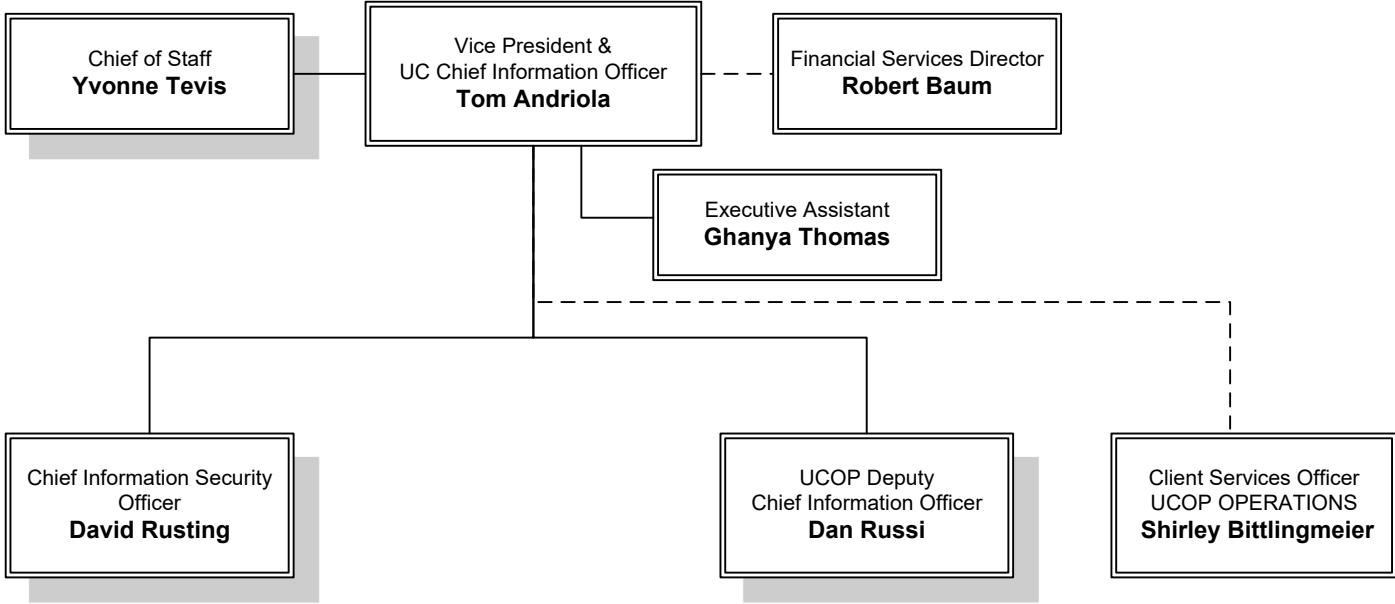 Chief of Staff
Yvonne Tevis
Vice President &
UC Chief Information Officer
Tom Andriola
Financial Services Director
Robert Baum
Executive Assistant
Ghanya Thomas
Chief Information Security
Officer
David Rusting
UCOP Deputy
Chief Information Officer
Dan Russi
Client Services Officer
UCOP OPERATIONS
Shirley Bittlingmeier